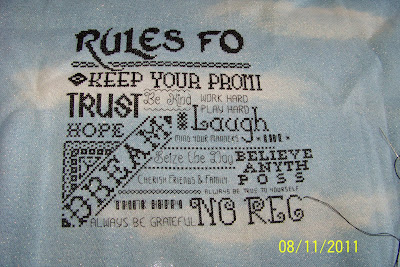 RULES FO
KEEP YOUR PROMI
TRUST Be Kind WORK HARD
PLAY HARD
HOPE Laugh
MIND YOUR MANNERS
DREAM
Seize the Day BELIEVE
ANYTH
CHERISH FRIENDS & FAMILY POSS
ALWAYS BE TRUE TO YOURSELF
NO REG
ALWAYS BE GRATEFUL
08/11/2011